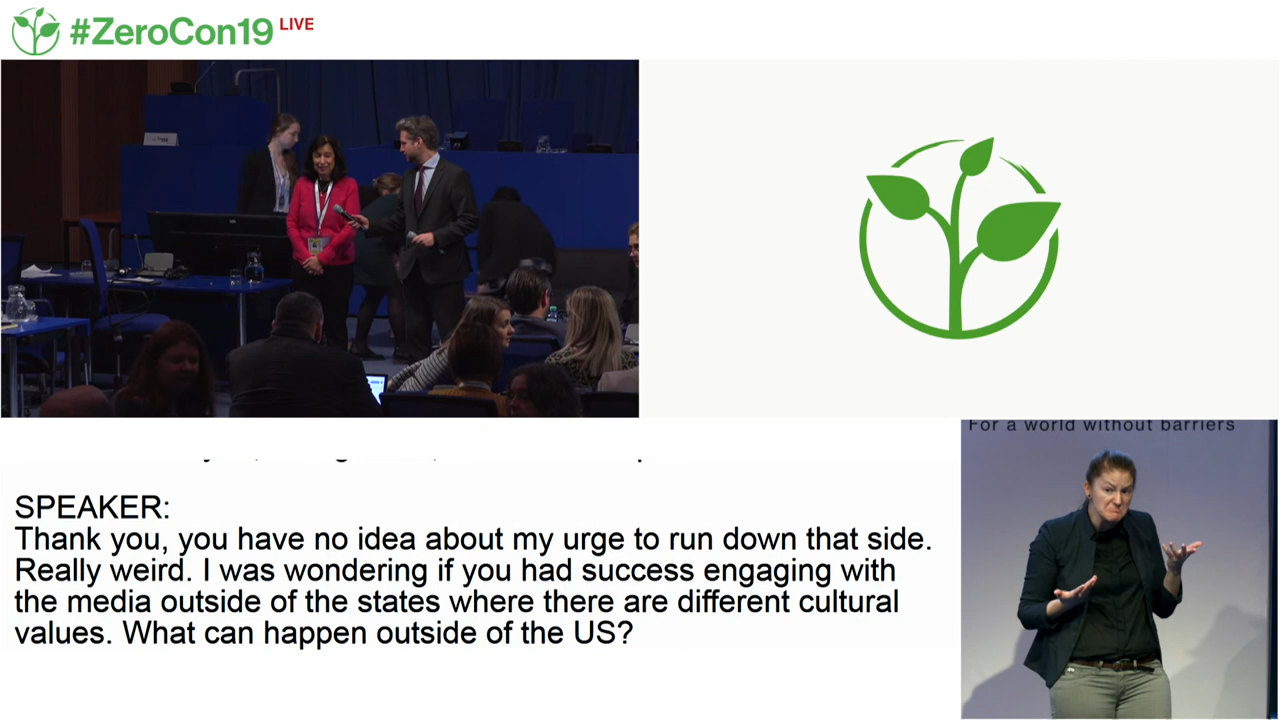 #ZeroCon19 LIVE
For a world without barriers
SPEAKER:
Thank you, you have no idea about my urge to run down that side.
Really weird. I was wondering if you had success engaging with
the media outside of the states where there are different cultural
values. What can happen outside of the US?